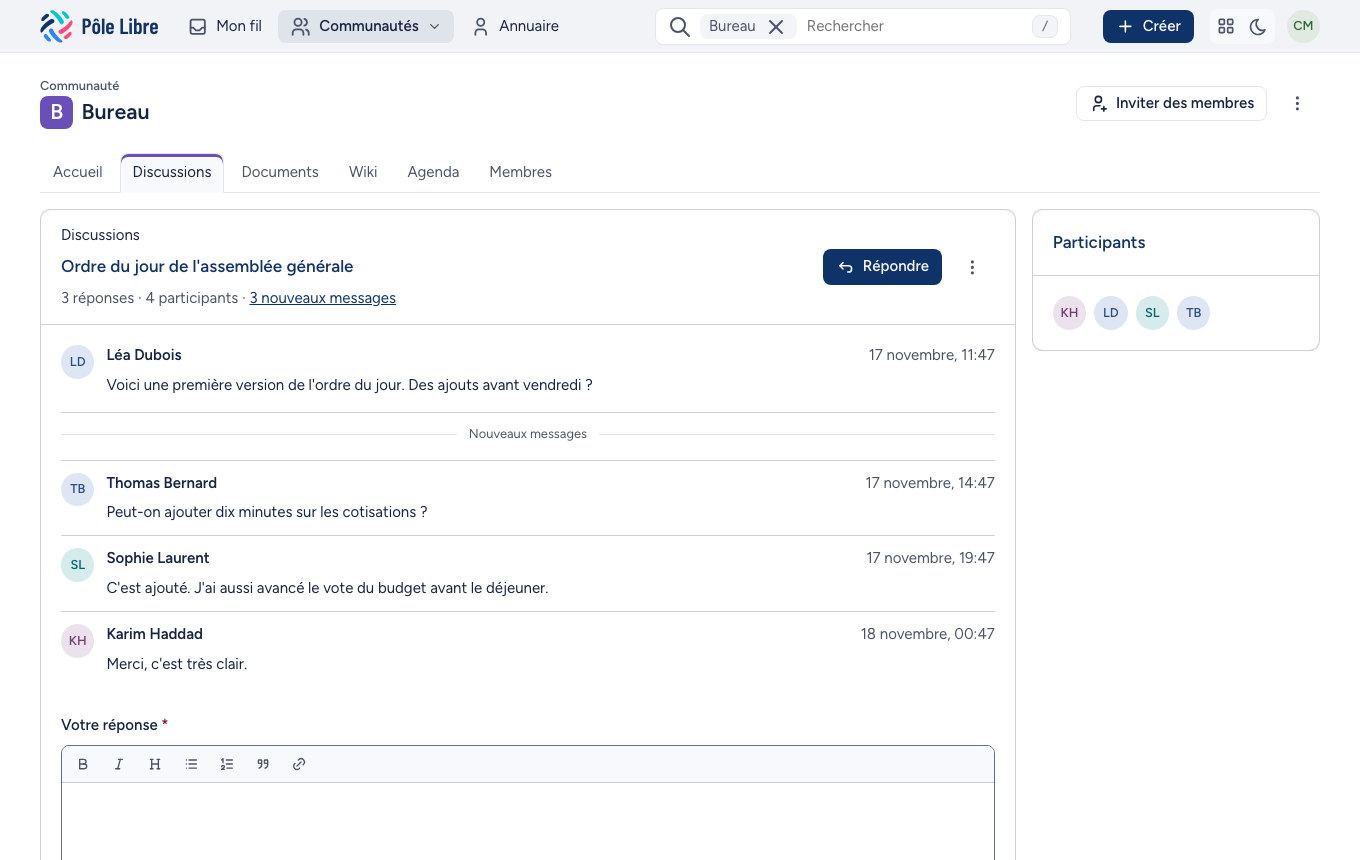 Pôle Libre
Mon fil
Communautés
Annuaire
Bureau
Rechercher
/
Créer
CM
Communauté
B
Bureau
Inviter des membres
Accueil
Discussions
Documents
Wiki
Agenda
Membres
Discussions
Ordre du jour de l'assemblée générale
3 réponses · 4 participants · 3 nouveaux messages
Répondre
Participants
KH
LD
SL
TB
LD
Léa Dubois
17 novembre, 11:47
Voici une première version de l'ordre du jour. Des ajouts avant vendredi ?
Nouveaux messages
TB
Thomas Bernard
17 novembre, 14:47
Peut-on ajouter dix minutes sur les cotisations ?
SL
Sophie Laurent
17 novembre, 19:47
C'est ajouté. J'ai aussi avancé le vote du budget avant le déjeuner.
KH
Karim Haddad
18 novembre, 00:47
Merci, c'est très clair.
Votre réponse *